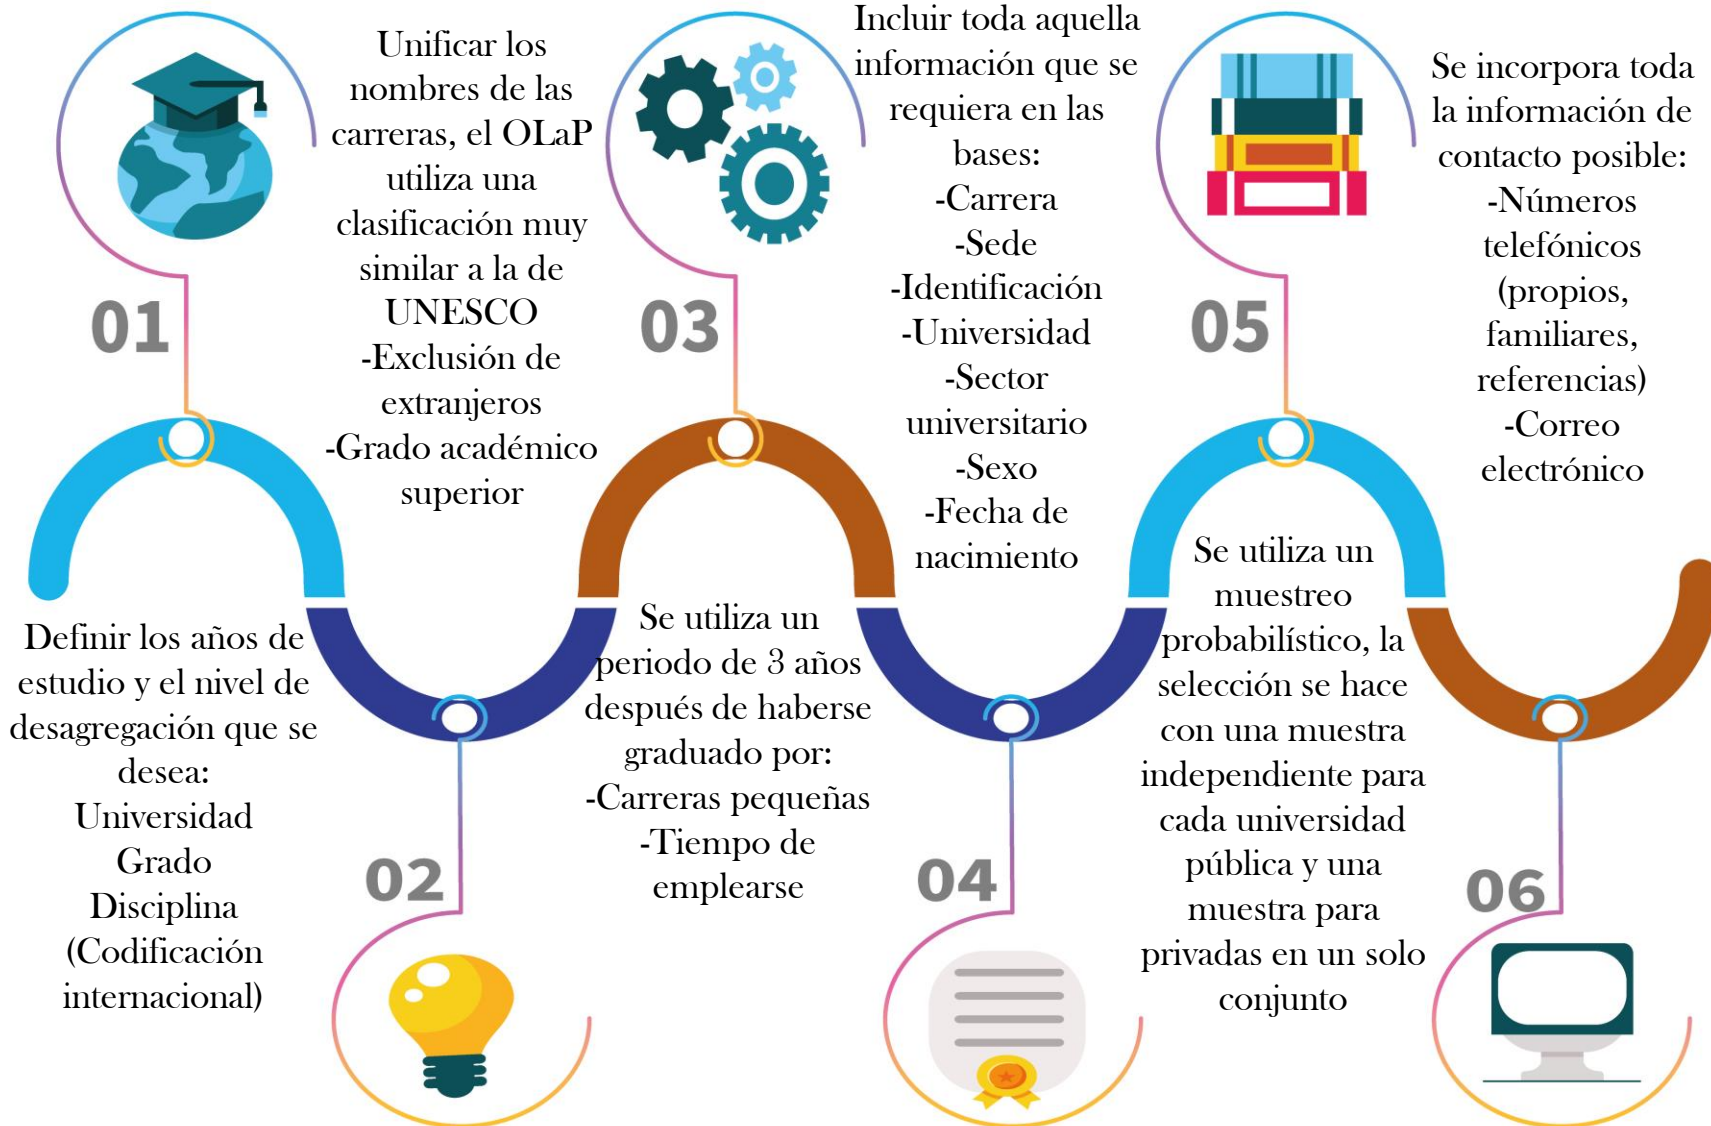 01
Definir los años de
estudio y el nivel de
desagregación que se
desea:
Universidad
Grado
Disciplina
(Codificación
internacional)
Unificar los
nombres de las
carreras, el OLaP
utiliza una
clasificación muy
similar a la de
UNESCO
-Exclusión de
extranjeros
-Grado académico
superior
02
03
Se utiliza un
periodo de 3 años
después de haberse
graduado por:
-Carreras pequeñas
-Tiempo de
emplearse
Incluir toda aquella
información que se
requiera en las
bases:
-Carrera
-Sede
-Identificación
-Universidad
-Sector
universitario
-Sexo
-Fecha de
nacimiento
04
05
Se utiliza un
muestreo
probabilístico, la
selección se hace
con una muestra
independiente para
cada universidad
pública y una
muestra para
privadas en un solo
conjunto
Se incorpora toda
la información de
contacto posible:
-Números
telefónicos
(propios,
familiares,
referencias)
-Correo
electrónico
06